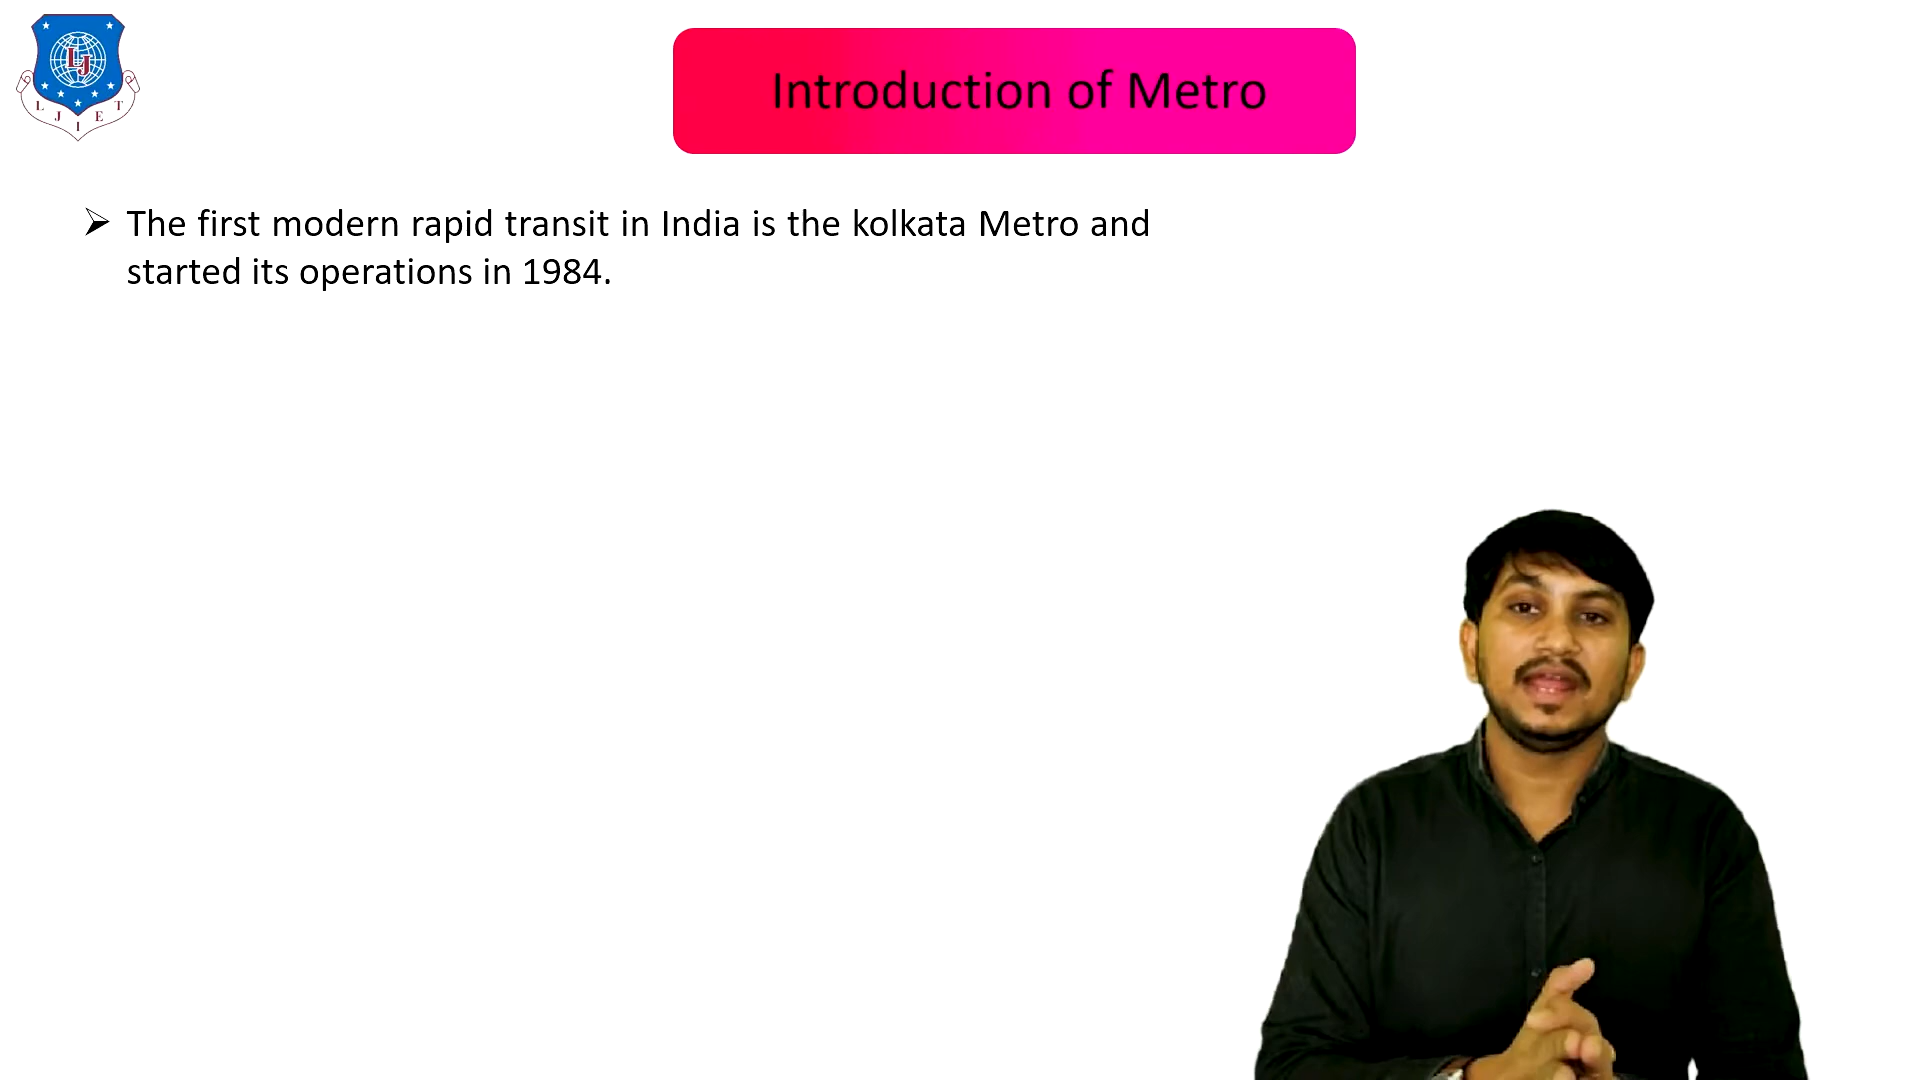 LJ
L J I E T
Introduction of Metro
➢ The first modern rapid transit in India is the kolkata Metro and
started its operations in 1984.